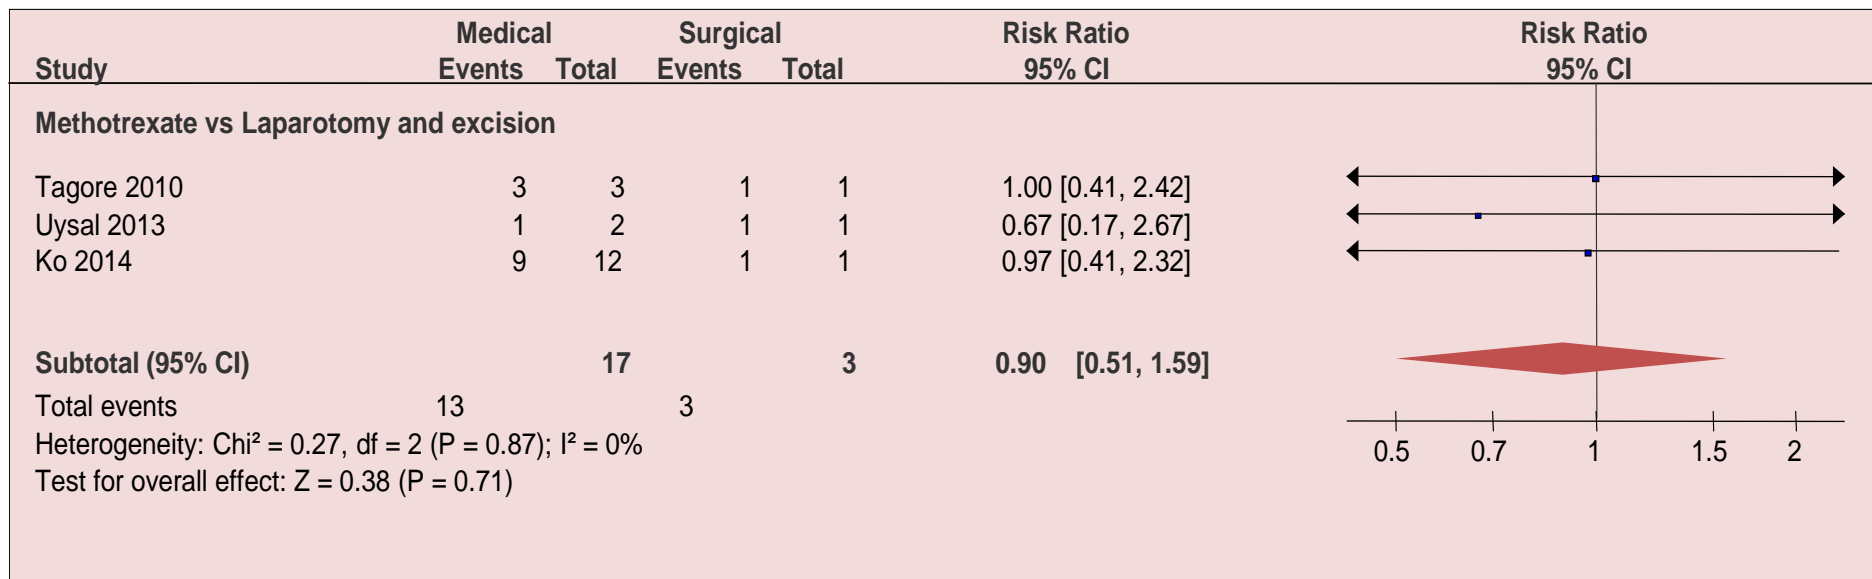 Medical Surgical Risk Ratio Risk Ratio
Study Events Total Events Total 95% CI 95% CI
Methotrexate vs Laparotomy and excision
Tagore 2010 3 3 1 1 1.00 [0.41, 2.42]
Uysal 2013 1 2 1 1 0.67 [0.17, 2.67]
Ko 2014 9 12 1 1 0.97 [0.41, 2.32]
Subtotal (95% CI) 17 3 0.90 [0.51, 1.59]
Total events 13 3
Heterogeneity: Chi² = 0.27, df = 2 (P = 0.87); I² = 0%
Test for overall effect: Z = 0.38 (P = 0.71)
0.5 0.7 1 1.5 2